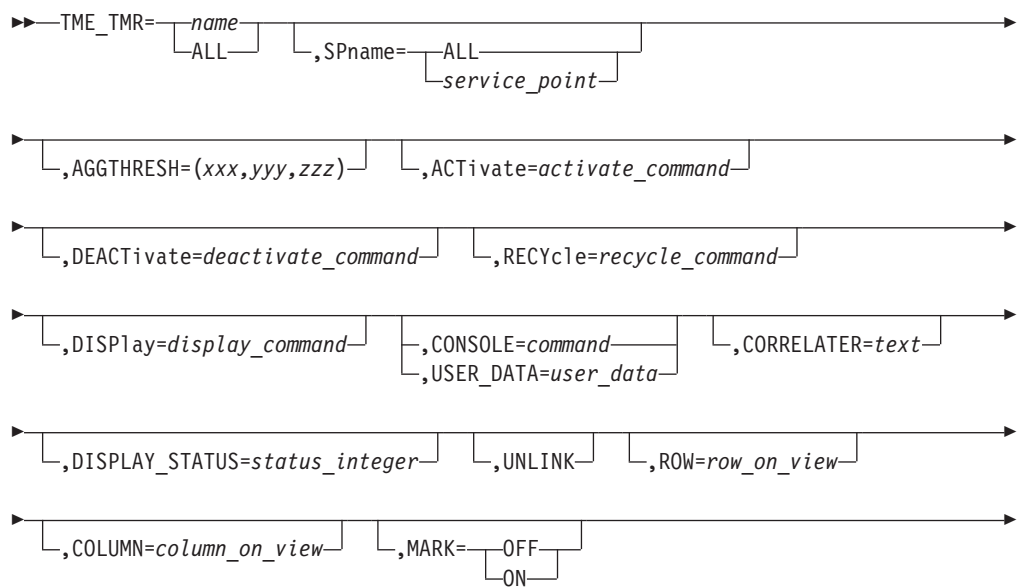 TME_TMR= name ,SPname= ALL
ALL service_point
,AGGTHRESH=(xxx,yyy,zzz) ,ACTivate=activate_command
,DEACTivate=deactivate_command ,RECYcle=recycle_command
,DISPlay=display_command ,CONSOLE=command ,CORRELATER=text
,USER_DATA=user_data
,DISPLAY_STATUS=status_integer ,UNLINK ,ROW=row_on_view
,COLUMN=column_on_view ,MARK= OFF
ON